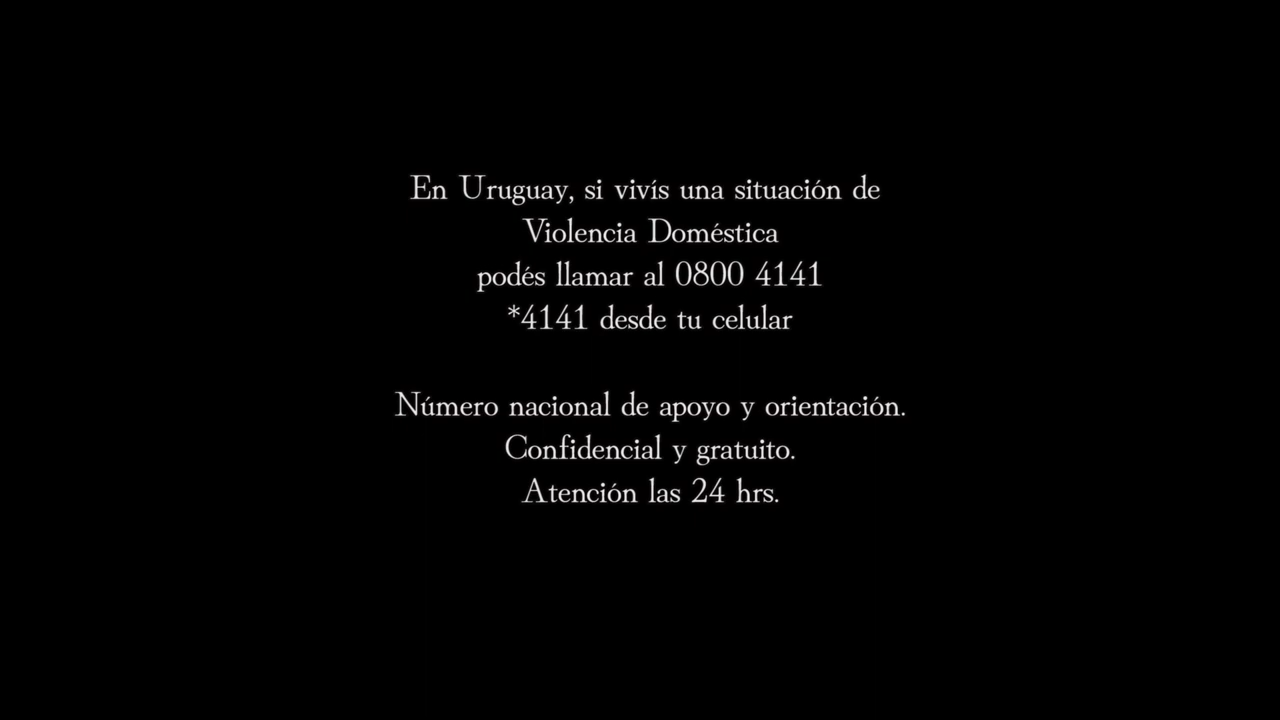 En Uruguay, si vivís una situación de
Violencia Doméstica
podés llamar al 0800 4141
*4141 desde tu celular
Número nacional de apoyo y orientación.
Confidencial y gratuito.
Atención las 24 hrs.